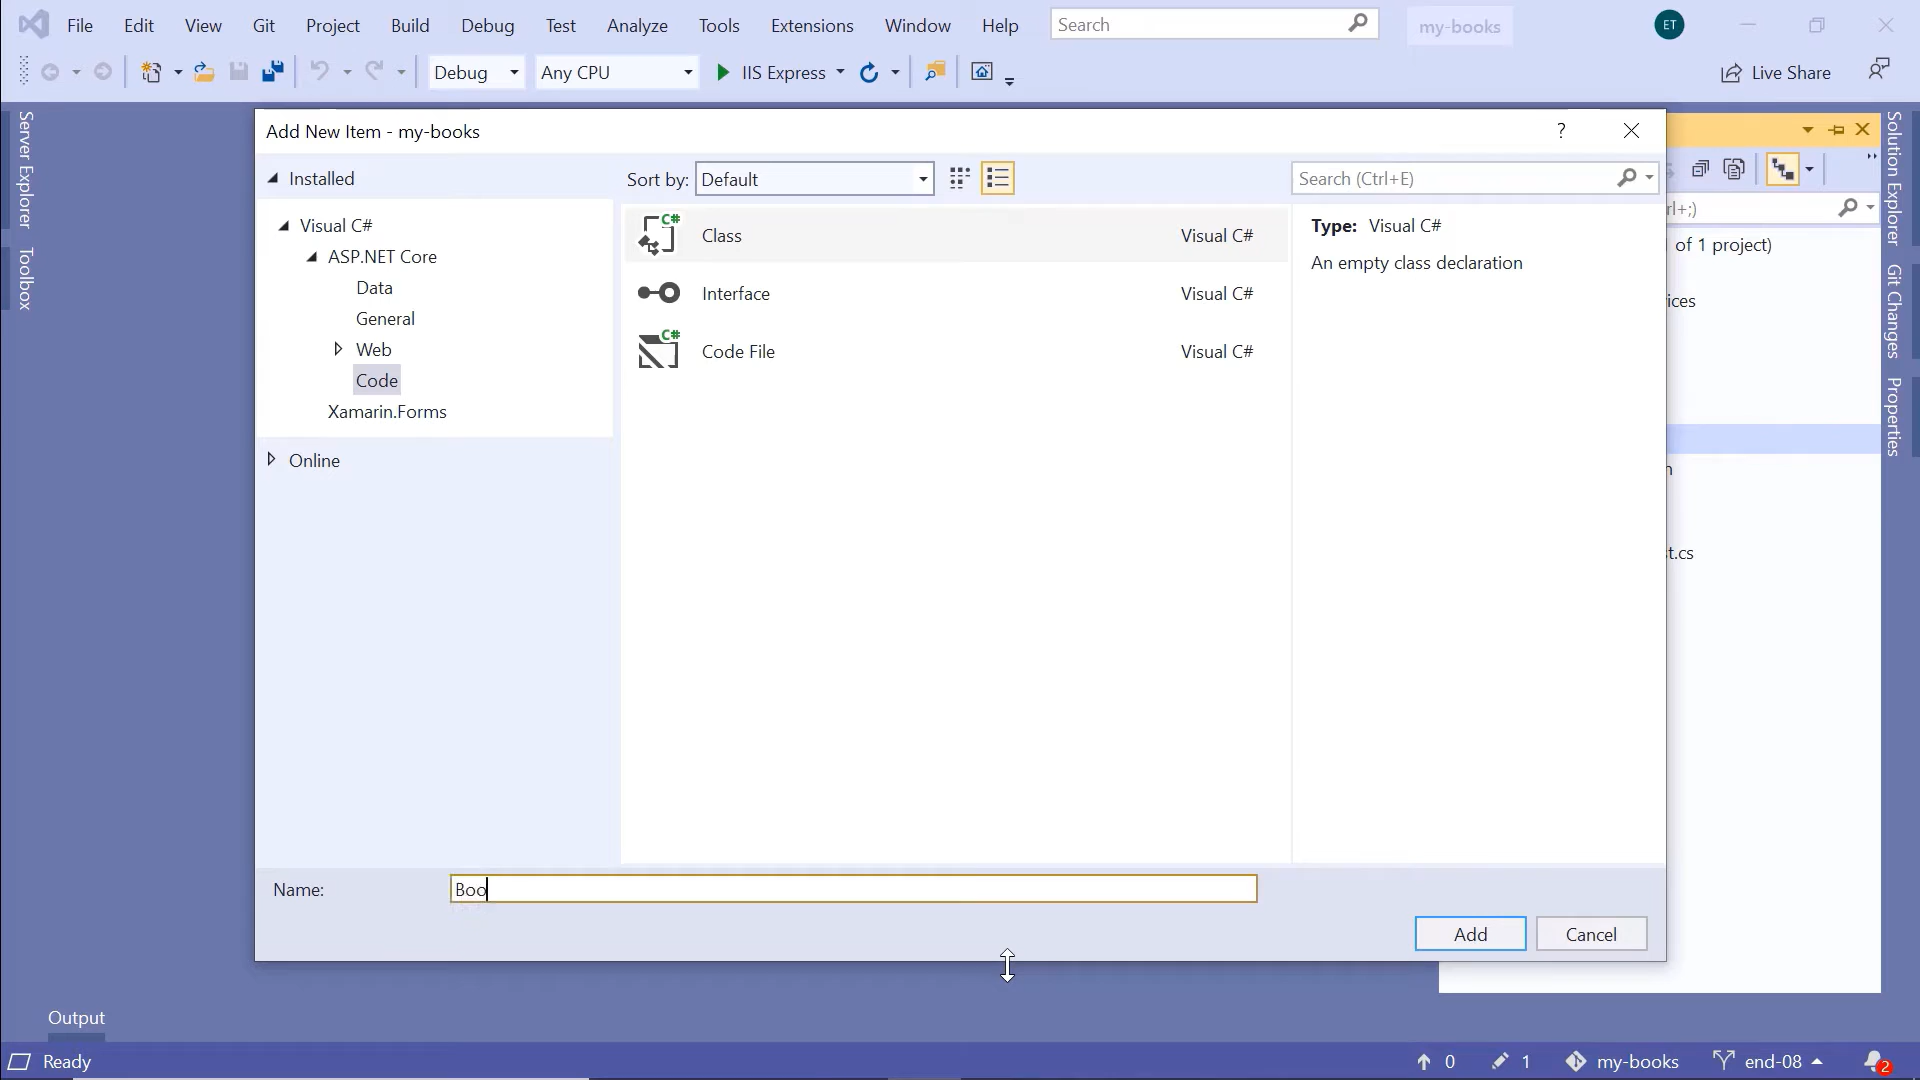 File Edit View Git Project Build Debug Test Analyze Tools Extensions Window Help Search my-books ET
Debug Any CPU IIS Express Live Share
Server Explorer
Toolbox
Add New Item - my-books ?
Installed
Sort by: Default
Search (Ctrl+E)
Visual C#
ASP.NET Core
Data
General
Web
Code
Xamarin.Forms
Online
C# Class Visual C#
Interface Visual C#
C# Code File Visual C#
Type: Visual C#
An empty class declaration
Name: Boo
Add Cancel
rl+;)
of 1 project)
ices
n
t.cs
Solution Explorer
Git Changes
Properties
Output
Ready 0 1 my-books end-08 2